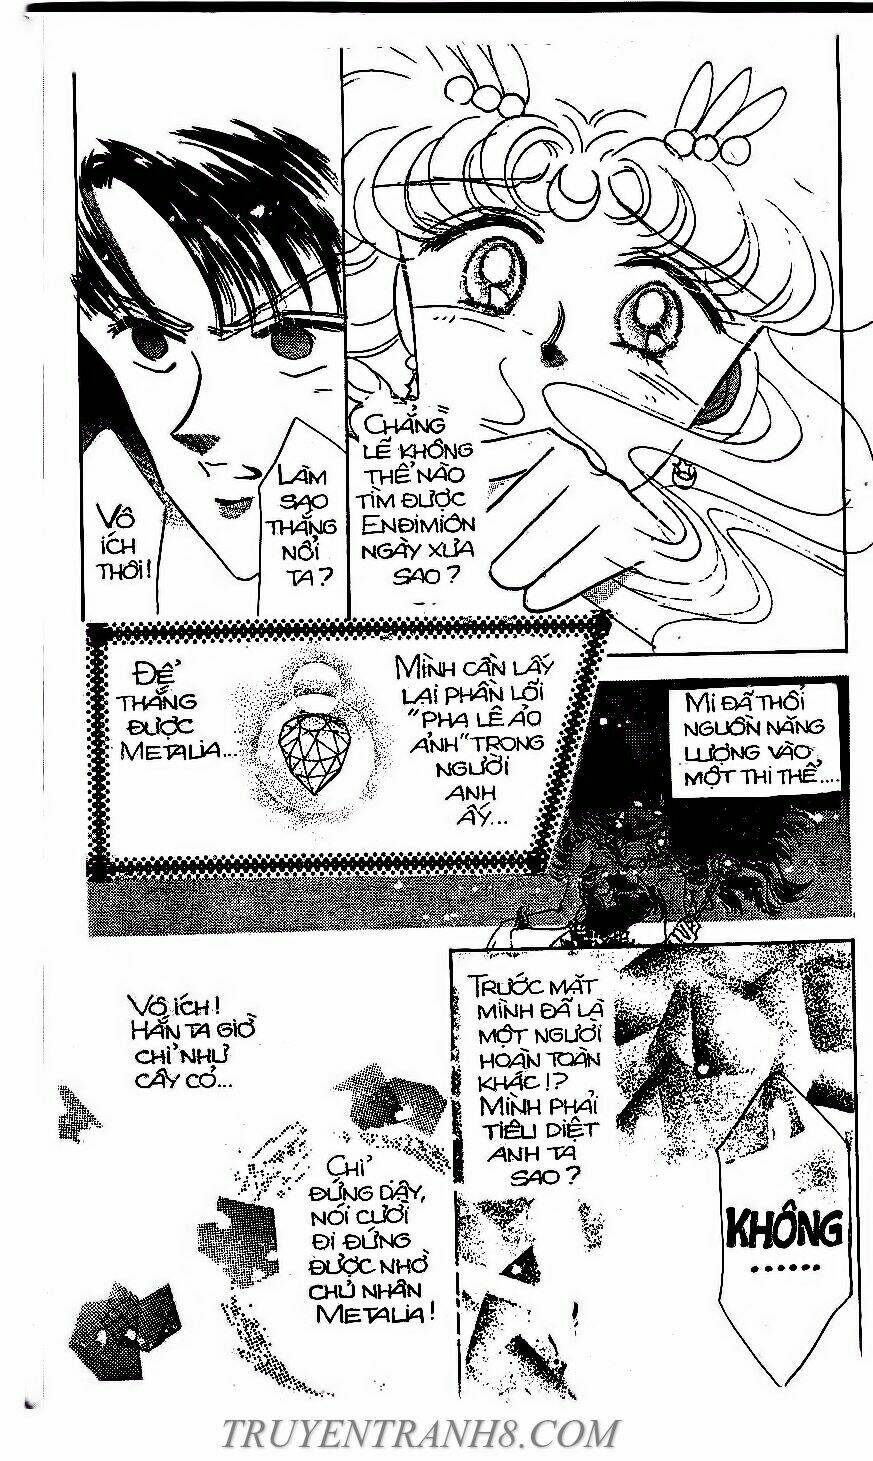 CHẲNG
LẼ KHÔNG
THỂ NÀO
TÌM ĐƯỢC
ENĐIMIÔN
NGÀY XƯA
SAO?
LÀM
SAO
THẮNG
NỔI
TA?
VÔ
ÍCH
THÔI!
MÌNH CẦN LẤY
LẠI PHẦN LÕI
"PHA LÊ ẢO
ẢNH" TRONG
NGƯỜI
ANH
ẤY...
ĐỂ
THẮNG
ĐƯỢC
METALIA...
MI ĐÃ THỔI
NGUỒN NĂNG
LƯỢNG VÀO
MỘT THI THỂ....
TRƯỚC MẮT
MÌNH ĐÃ LÀ
MỘT NGƯỜI
HOÀN TOÀN
KHÁC!?
MÌNH PHẢI
TIÊU DIỆT
ANH TA
SAO?
KHÔNG
......
VÔ ÍCH!
HẮN TA GIỜ
CHỈ NHƯ
CÂY CỎ...
CHỈ
ĐỨNG DẬY,
NÓI CƯỜI
ĐI ĐỨNG
ĐƯỢC NHỜ
CHỦ NHÂN
METALIA!
TRUYENTRANH8.COM